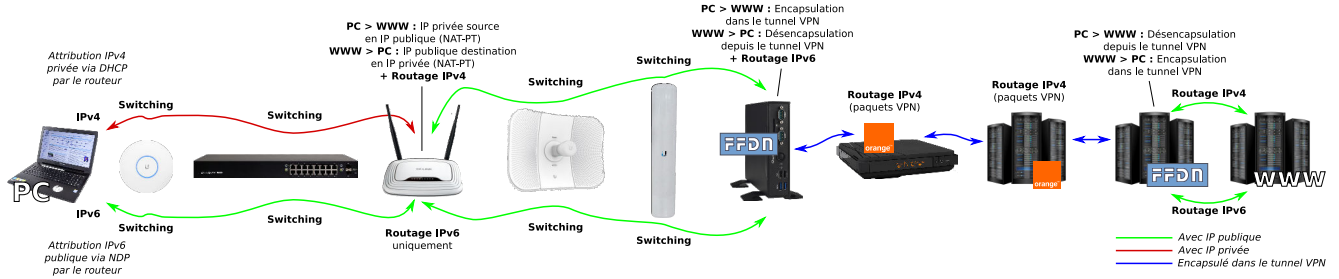 PC > WWW : IP privée source
en IP publique (NAT-PT)
WWW > PC : IP publique destination
en IP privée (NAT-PT)
+ Routage IPv4
PC > WWW : Encapsulation
dans le tunnel VPN
WWW > PC : Désencapsulation
depuis le tunnel VPN
+ Routage IPv6
PC > WWW : Désencapsulation
depuis le tunnel VPN
WWW > PC : Encapsulation
dans le tunnel VPN
Attribution IPv4
privée via DHCP
par le routeur
Switching
Switching
Switching
Switching
IPv4
Routage IPv4
(paquets VPN)
Routage IPv4
(paquets VPN)
Routage IPv4
PC
FFDN
orange
orange
FFDN
WWW
IPv6
Switching
Switching
Routage IPv6
uniquement
Switching
Switching
Routage IPv6
Attribution IPv6
publique via NDP
par le routeur
Avec IP publique
Avec IP privée
Encapsulé dans le tunnel VPN